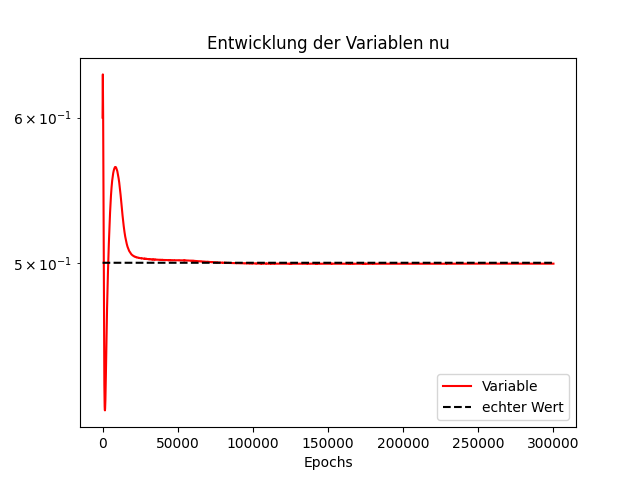 Entwicklung der Variablen nu
6 × 10⁻¹
5 × 10⁻¹
Variable
echter Wert
0 50000 100000 150000 200000 250000 300000
Epochs